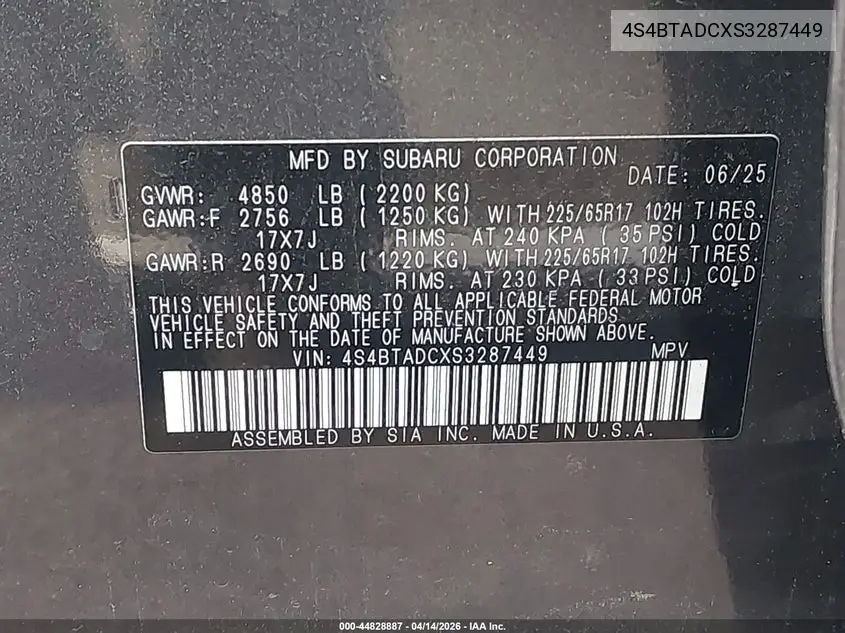 4S4BTADCXS3287449
MFD BY SUBARU CORPORATION
DATE: 06/25
GVWR: 4850 LB (2200 KG)
GAWR:F 2756 LB (1250 KG) WITH 225/65R17 102H TIRES.
17X7J RIMS. AT 240 KPA (35 PSI) COLD
GAWR:R 2690 LB (1220 KG) WITH 225/65R17 102H TIRES.
17X7J RIMS. AT 230 KPA (33 PSI) COLD
THIS VEHICLE CONFORMS TO ALL APPLICABLE FEDERAL MOTOR
VEHICLE SAFETY AND THEFT PREVENTION STANDARDS
IN EFFECT ON THE DATE OF MANUFACTURE SHOWN ABOVE.
VIN: 4S4BTADCXS3287449 MPV
ASSEMBLED BY SIA INC. MADE IN U.S.A.
000-44828887 - 04/14/2026 - IAA Inc.